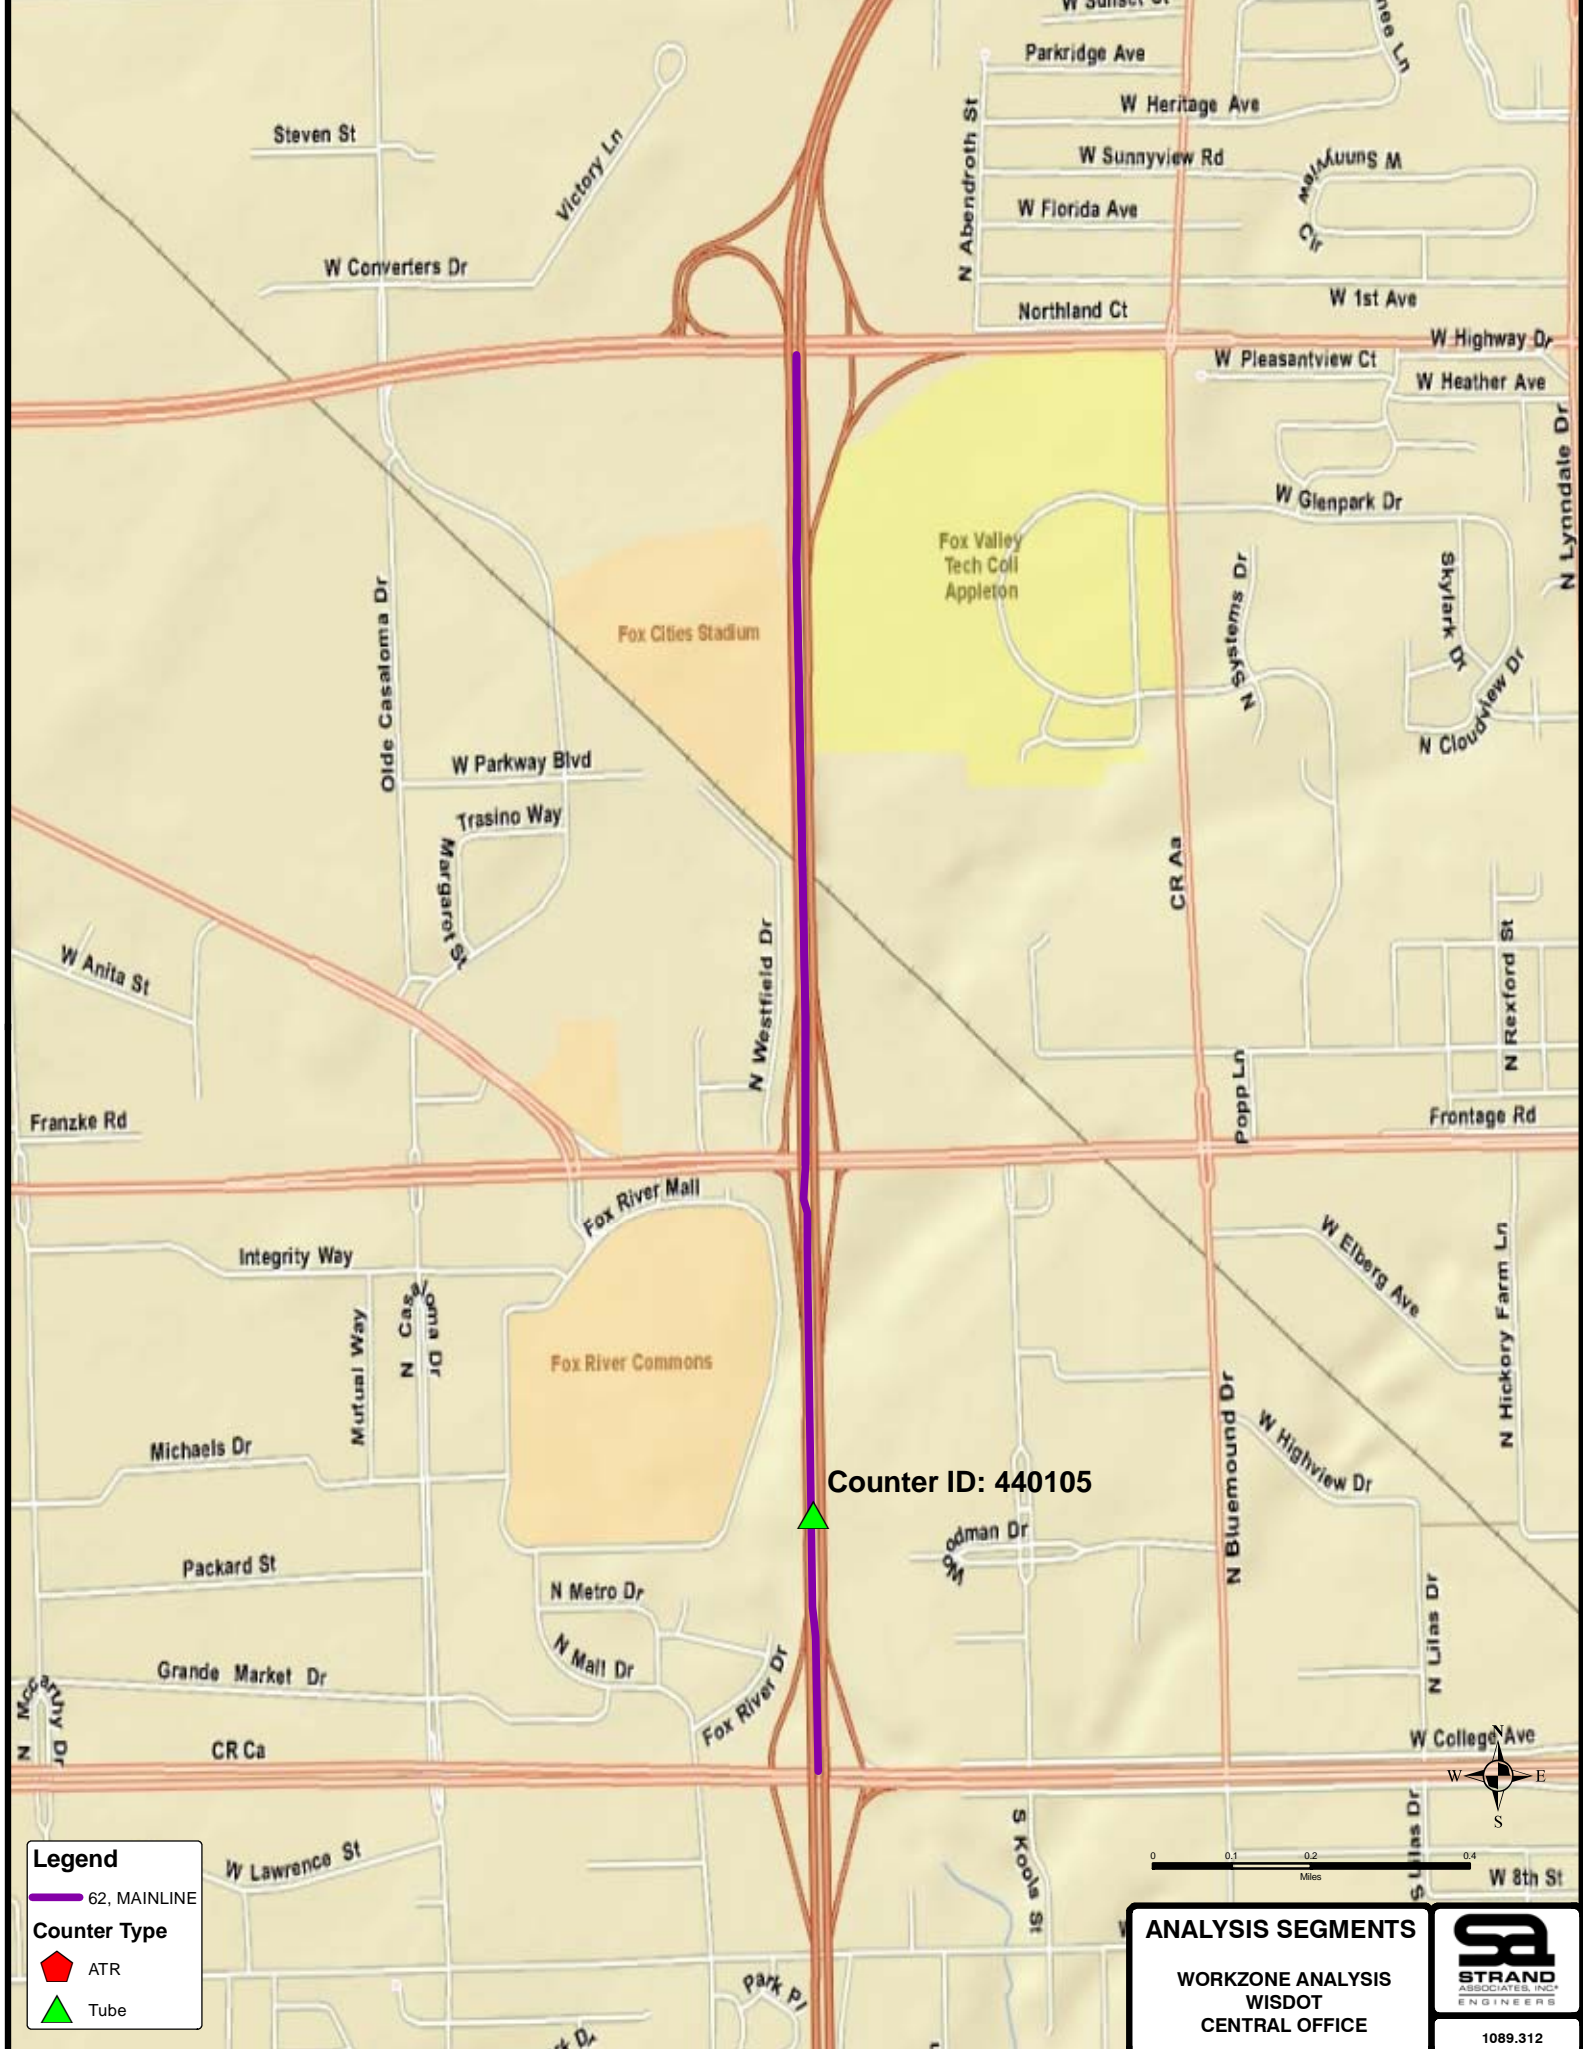 W Sunset Ct
Parkridge Ave
W Heritage Ave
Steven St
Victory Ln
N Abendroth St
W Sunnyview Rd
W Sunnyview Cir
W Florida Ave
W Converters Dr
W 1st Ave
Northland Ct
W Highway Dr
W Pleasantview Ct
W Heather Ave
N Lynndale Dr
W Glenpark Dr
Fox Valley
Tech Coll
Appleton
Skylark Dr
N Systems Dr
Olde Casaloma Dr
Fox Cities Stadium
N Cloudview Dr
W Parkway Blvd
Trasino Way
Margaret St
CR Aa
W Anita St
N Westfield Dr
N Rexford St
Popp Ln
Franzke Rd
Frontage Rd
Fox River Mall
Integrity Way
W Elberg Ave
N Hickory Farm Ln
N Casaloma Dr
Mutual Way
Fox River Commons
N Bluemound Dr
Michaels Dr
W Highview Dr
Counter ID: 440105
Woodman Dr
Packard St
N Metro Dr
N Lilas Dr
N Mall Dr
Grande Market Dr
Fox River Dr
N Mccarthy Dr
CR Ca
W College Ave
N
W
E
S
S Lilas Dr
S Kools St
0
0.1
0.2
0.4
Miles
W Lawrence St
W 8th St
Legend
62, MAINLINE
Counter Type
ATR
Tube
Park Pl
ANALYSIS SEGMENTS
WORKZONE ANALYSIS
WISDOT
CENTRAL OFFICE
sa
STRAND
ASSOCIATES, INC.®
ENGINEERS
1089.312